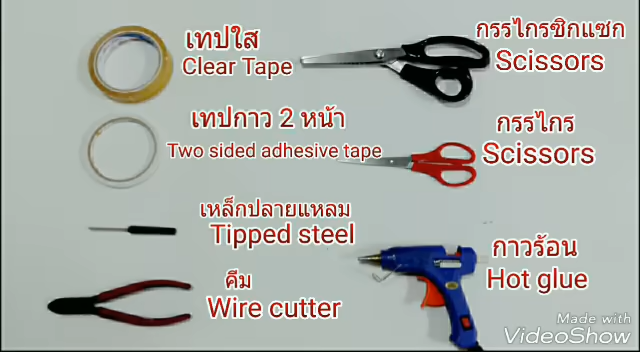 เทปใส
Clear Tape
กรรไกรซิกแซก
Scissors
เทปกาว 2 หน้า
Two sided adhesive tape
กรรไกร
Scissors
เหล็กปลายแหลม
Tipped steel
กาวร้อน
Hot glue
คีม
Wire cutter
Made with
VideoShow